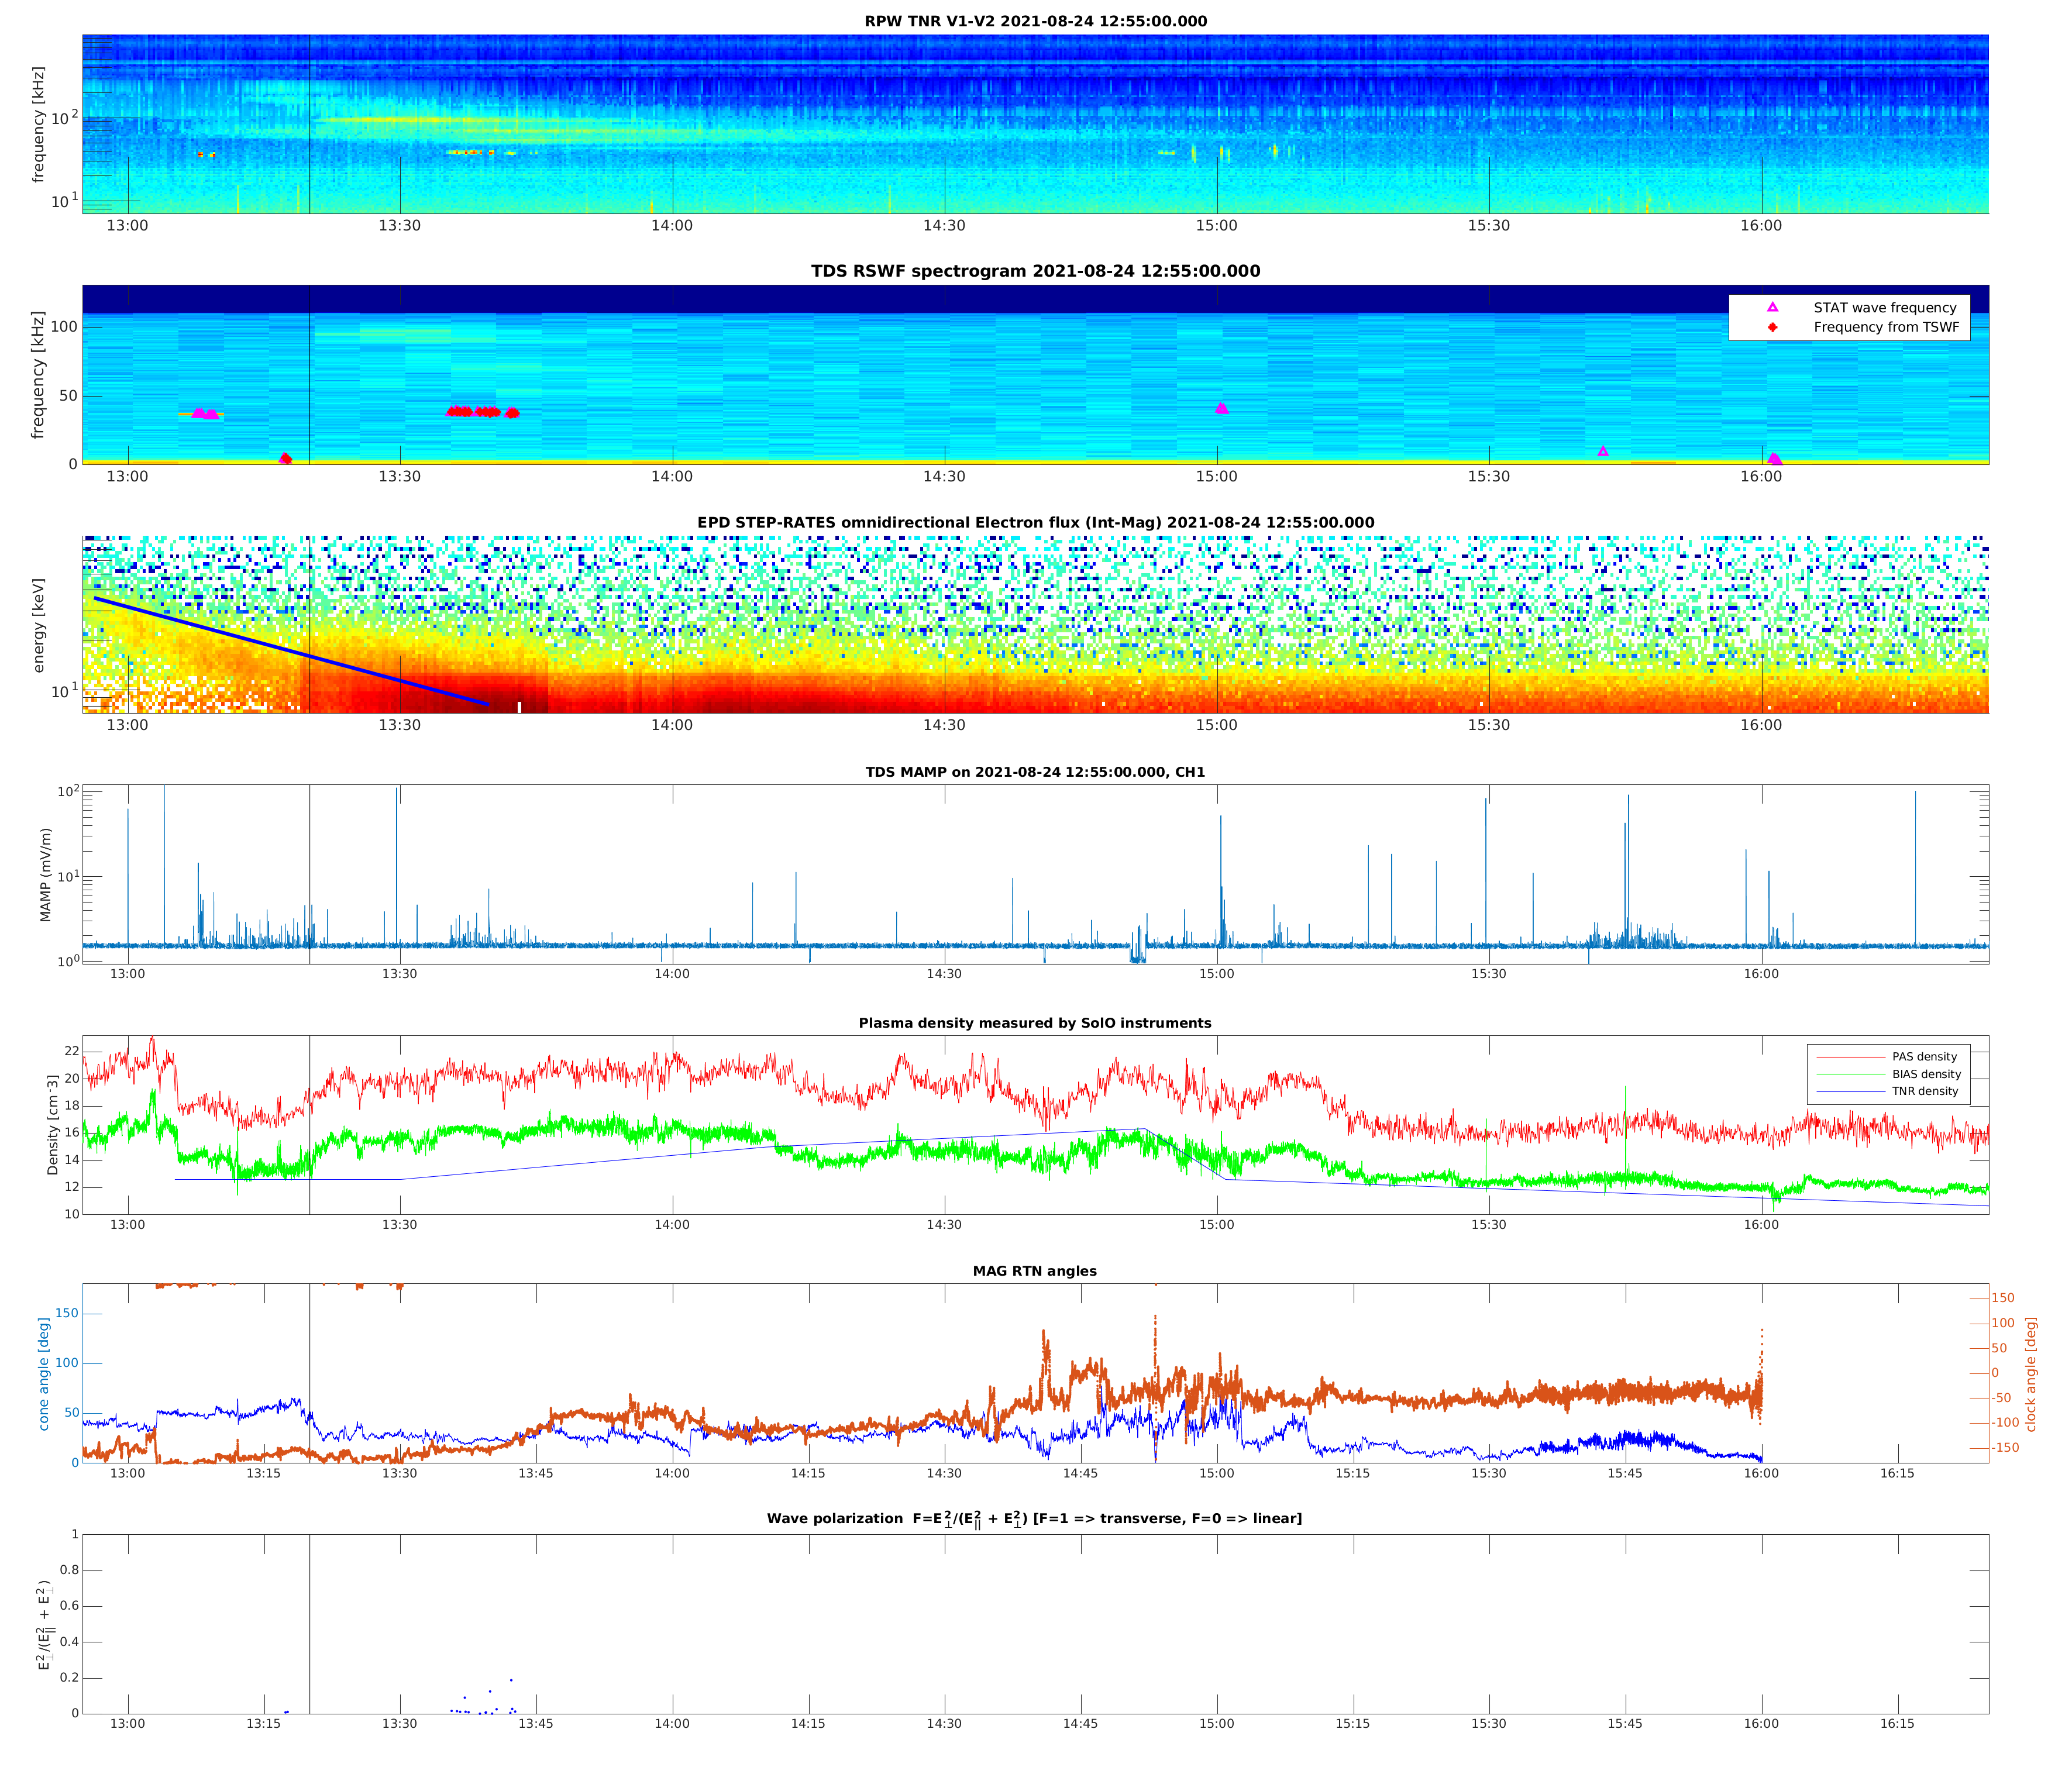 RPW TNR V1-V2 2021-08-24 12:55:00.000
frequency [kHz]
10^2
10^1
13:00 13:30 14:00 14:30 15:00 15:30 16:00
TDS RSWF spectrogram 2021-08-24 12:55:00.000
frequency [kHz]
100
50
0
STAT wave frequency
Frequency from TSWF
13:00 13:30 14:00 14:30 15:00 15:30 16:00
EPD STEP-RATES omnidirectional Electron flux (Int-Mag) 2021-08-24 12:55:00.000
energy [keV]
10^1
13:00 13:30 14:00 14:30 15:00 15:30 16:00
TDS MAMP on 2021-08-24 12:55:00.000, CH1
MAMP (mV/m)
10^2
10^1
10^0
13:00 13:30 14:00 14:30 15:00 15:30 16:00
Plasma density measured by SolO instruments
Density [cm^-3]
22
20
18
16
14
12
10
PAS density
BIAS density
TNR density
13:00 13:30 14:00 14:30 15:00 15:30 16:00
MAG RTN angles
cone angle [deg]
150
100
50
0
150
100
50
0
-50
-100
-150
clock angle [deg]
13:00 13:15 13:30 13:45 14:00 14:15 14:30 14:45 15:00 15:15 15:30 15:45 16:00 16:15
Wave polarization F=E⊥^2/(E||^2 + E⊥^2) [F=1 => transverse, F=0 => linear]
E⊥^2/(E||^2 + E⊥^2)
1
0.8
0.6
0.4
0.2
0
13:00 13:15 13:30 13:45 14:00 14:15 14:30 14:45 15:00 15:15 15:30 15:45 16:00 16:15